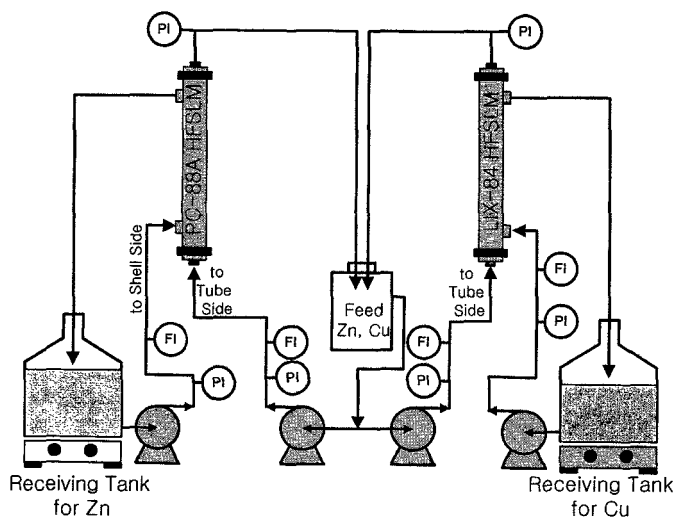 PI
PI
PC-88A HFSLM
LIX-84 HFSLM
to Shell Side
to
Tube
Side
Feed
Zn, Cu
to
Tube
Side
FI
FI
FI
FI
PI
PI
PI
PI
Receiving Tank
for Zn
Receiving Tank
for Cu